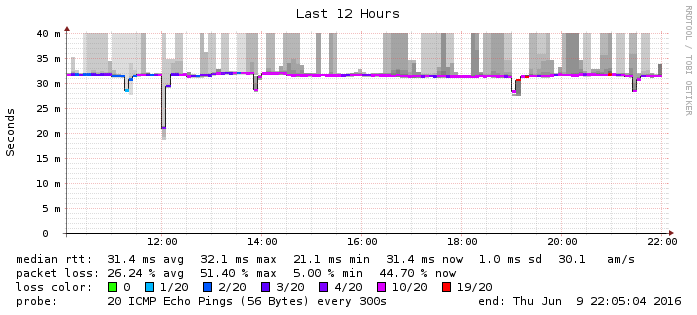 Last 12 Hours
RRDTOOL / TOBI OETIKER
Seconds
40 m
35 m
30 m
25 m
20 m
15 m
10 m
5 m
0
12:00 14:00 16:00 18:00 20:00 22:00
median rtt: 31.4 ms avg 32.1 ms max 21.1 ms min 31.4 ms now 1.0 ms sd 30.1 am/s
packet loss: 26.24 % avg 51.40 % max 5.00 % min 44.70 % now
loss color: 0 1/20 2/20 3/20 4/20 10/20 19/20
probe: 20 ICMP Echo Pings (56 Bytes) every 300s end: Thu Jun 9 22:05:04 2016